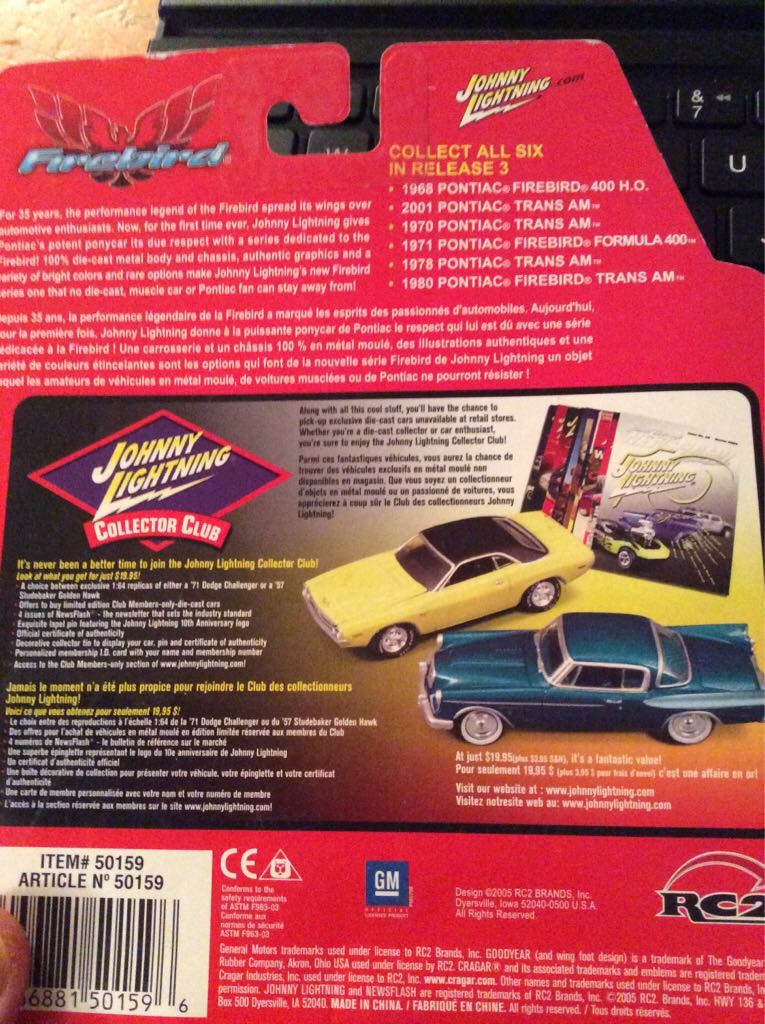 Firebird
JOHNNY LIGHTNING.com
COLLECT ALL SIX
IN RELEASE 3
• 1968 PONTIAC® FIREBIRD® 400 H.O.
• 2001 PONTIAC® TRANS AM™
• 1970 PONTIAC® TRANS AM™
• 1971 PONTIAC® FIREBIRD® FORMULA 400™
• 1978 PONTIAC® TRANS AM™
• 1980 PONTIAC® FIREBIRD® TRANS AM™
For 35 years, the performance legend of the Firebird spread its wings over
automotive enthusiasts. Now, for the first time ever, Johnny Lightning gives
Pontiac's potent ponycar its due respect with a series dedicated to the
Firebird! 100% die-cast metal body and chassis, authentic graphics and a
variety of bright colors and rare options make Johnny Lightning's new Firebird
series one that no die-cast, muscle car or Pontiac fan can stay away from!
epuis 35 ans, la performance légendaire de la Firebird a marqué les esprits des passionnés d'automobiles. Aujourd'hui,
our la première fois, Johnny Lightning donne à la puissante ponycar de Pontiac le respect qui lui est dû avec une série
édicacée à la Firebird ! Une carrosserie et un châssis 100 % en métal moulé, des illustrations authentiques et une
ariété de couleurs étincelantes sont les options qui font de la nouvelle série Firebird de Johnny Lightning un objet
quel les amateurs de véhicules en métal moulé, de voitures musclées ou de Pontiac ne pourront résister !
JOHNNY
LIGHTNING
COLLECTOR CLUB
Along with all this cool stuff, you'll have the chance to
pick-up exclusive die-cast cars unavailable at retail stores.
Whether you're a die-cast collector or car enthusiast,
you're sure to enjoy the Johnny Lightning Collector Club!
Parmi ces fantastiques véhicules, vous aurez la chance de
trouver des véhicules exclusifs en métal moulé non
disponibles en magasin. Que vous soyez un collectionneur
d'objets en métal moulé ou un passionné de voitures, vous
apprécierez à coup sûr le Club des collectionneurs Johnny
Lightning!
JOHNNY
LIGHTNING
It's never been a better time to join the Johnny Lightning Collector Club!
Look at what you get for just $19.95!
· A choice between exclusive 1:64 replicas of either a '71 Dodge Challenger or a '57
Studebaker Golden Hawk
· Offers to buy limited edition Club Members-only-die-cast cars
· 4 issues of NewsFlash™ - the newsletter that sets the industry standard
· Exquisite lapel pin featuring the Johnny Lightning 10th Anniversary logo
· Official certificate of authenticity
Decorative collector tin to display your car, pin and certificate of authenticity
Personalized membership I.D. card with your name and membership number
Access to the Club Members-only section of www.johnnylightning.com!
Jamais le moment n'a été plus propice pour rejoindre le Club des collectionneurs
Johnny Lightning!
Voici ce que vous obtenez pour seulement 19,95 $!
- Le choix entre des reproductions à l'échelle 1:64 de la '71 Dodge Challenger ou du '57 Studebaker Golden Hawk
- Des offres pour l'achat de véhicules en métal moulé en édition limitée réservée aux membres du Club
- 4 numéros de NewsFlash™ - le bulletin de référence sur le marché
- Une superbe épinglette représentant le logo du 10e anniversaire de Johnny Lightning
- Un certificat d'authenticité officiel
- Une boîte décorative de collection pour présenter votre véhicule, votre épinglette et votre certificat
d'authenticité
- Une carte de membre personnalisée avec votre nom et votre numéro de membre
- L'accès à la section réservée aux membres sur le site www.johnnylightning.com!
At just $19.95(plus $3.95 S&H), it's a fantastic value!
Pour seulement 19,95 $ (plus 3,95 $ pour frais d'envoi) c'est une affaire en or!
Visit our website at : www.johnnylightning.com
Visitez notresite web au: www.johnnylightning.com
ITEM# 50159
ARTICLE Nº 50159
6881 50159 6
CE
Conforms to the
safety requirements
of ASTM F963-03
Conforme aux
normes de sécurité
ASTM F963-03
GM
OFFICIAL
LICENSED PRODUCT
Design ©2005 RC2 BRANDS, Inc.
Dyersville, Iowa 52040-0500 U.S.A.
All Rights Reserved.
RC2
General Motors trademarks used under license to RC2 Brands, Inc. GOODYEAR (and wing foot design) is a trademark of The Goodyear
Rubber Company, Akron, Ohio USA used under license by RC2. CRAGAR® and its associated trademarks and emblems are registered tradem
Cragar Industries, Inc. used under license to RC2, Inc. www.cragar.com. Other names and trademarks used under license to RC2 Brands, In
permission. JOHNNY LIGHTNING and NEWSFLASH are registered trademarks of RC2 Brands, Inc. ©2005 RC2. Brands, Inc. HWY 136 &
Box 500 Dyersville, IA 52040. MADE IN CHINA. / FABRIQUÉ EN CHINE. All rights reserved. / Tous droits réservés.
&
7
U